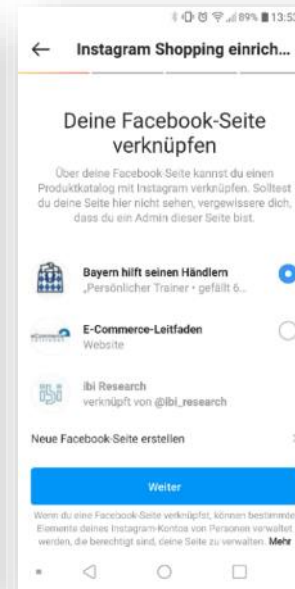 89% 13:53
Instagram Shopping einrich...
Deine Facebook-Seite
verknüpfen
Über deine Facebook-Seite kannst du einen
Produktkatalog mit Instagram verknüpfen. Solltest
du deine Seite hier nicht sehen, vergewissere dich,
dass du ein Admin dieser Seite bist.
Bayern hilft seinen Händlern
„Persönlicher Trainer • gefällt 6...
E-Commerce-Leitfaden
Website
ibi Research
verknüpft von @ibi_research
Neue Facebook-Seite erstellen
Weiter
Wenn du eine Facebook-Seite verknüpfst, können bestimmte
Elemente deines Instagram-Kontos von Personen verwaltet
werden, die berechtigt sind, deine Seite zu verwalten. Mehr